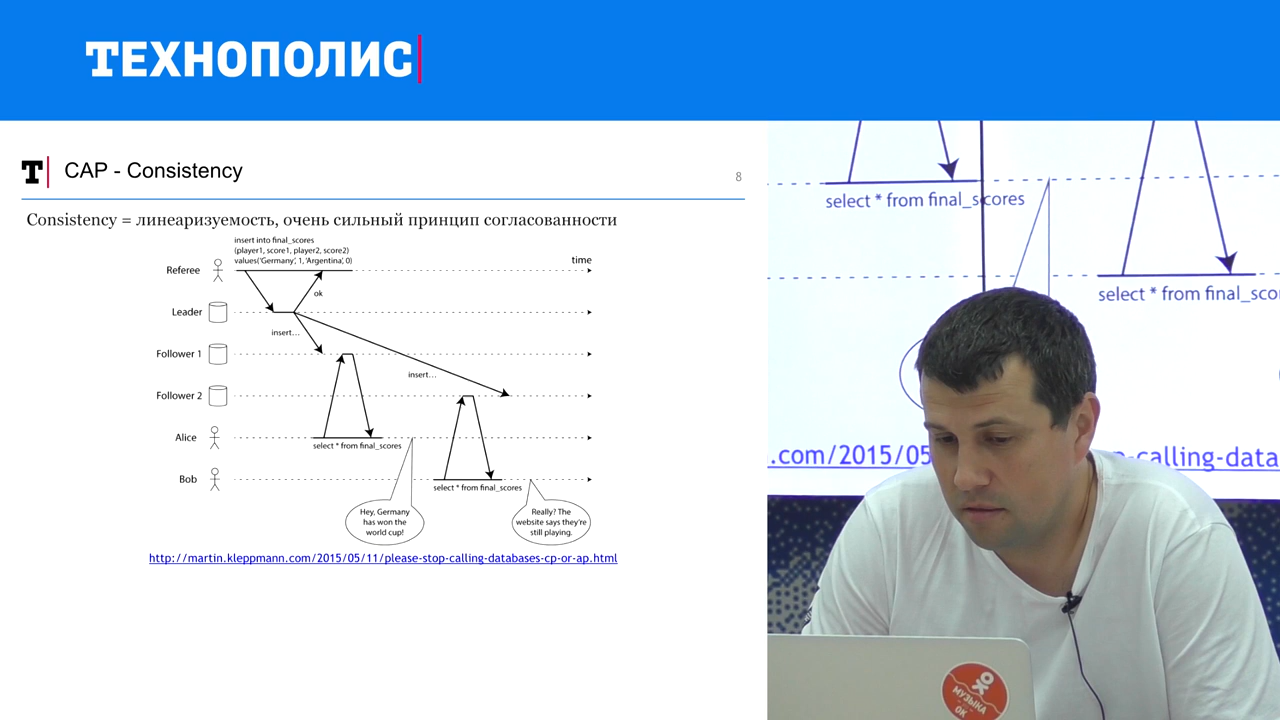 ТЕХНОПОЛИС
T CAP - Consistency
8
Consistency = линеаризуемость, очень сильный принцип согласованности
insert into final_scores
(player1, score1, player2, score2)
values('Germany', 1, 'Argentina', 0)
time
Referee
ok
Leader
insert...
Follower 1
insert...
Follower 2
Alice
select * from final_scores
Bob
select * from final_scores
Hey, Germany
has won the
world cup!
Really? The
website says they're
still playing.
http://martin.kleppmann.com/2015/05/11/please-stop-calling-databases-cp-or-ap.html
select * from final_scores
select * from final_sco
.com/2015/05
p-calling-data
МУЗЫКА
ОК